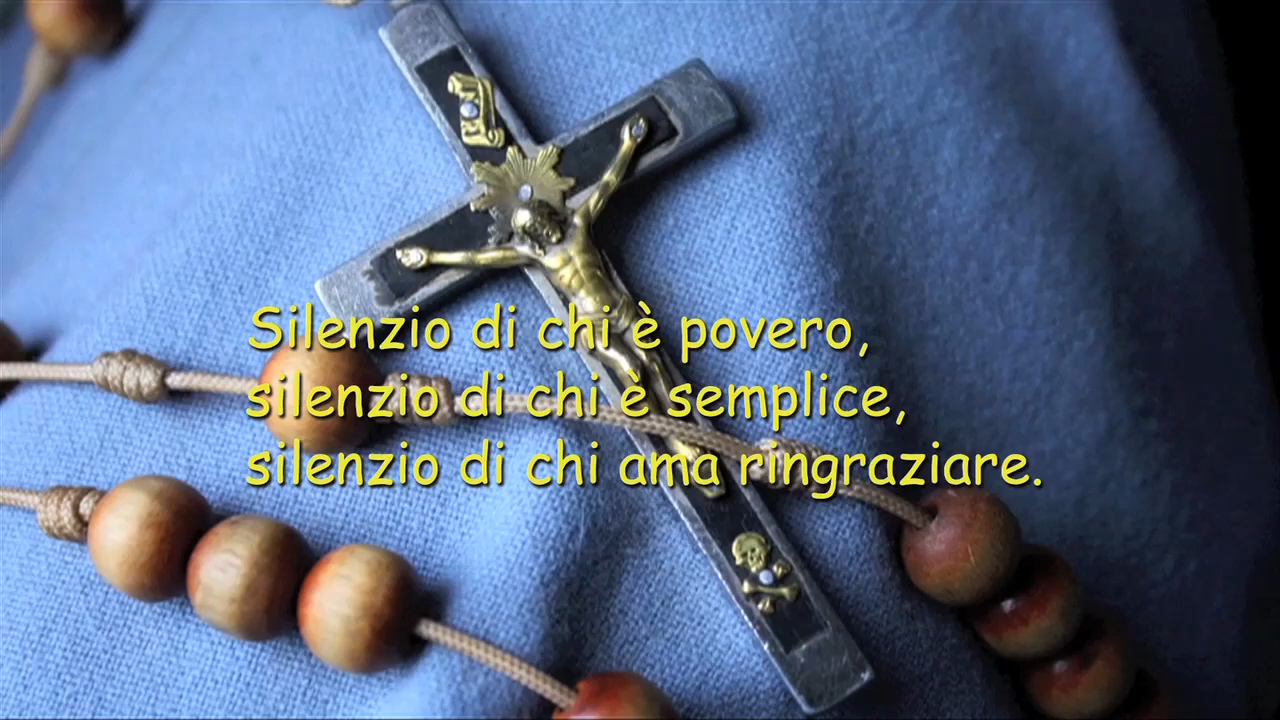 Silenzio di chi è povero,
silenzio di chi è semplice,
silenzio di chi ama ringraziare.